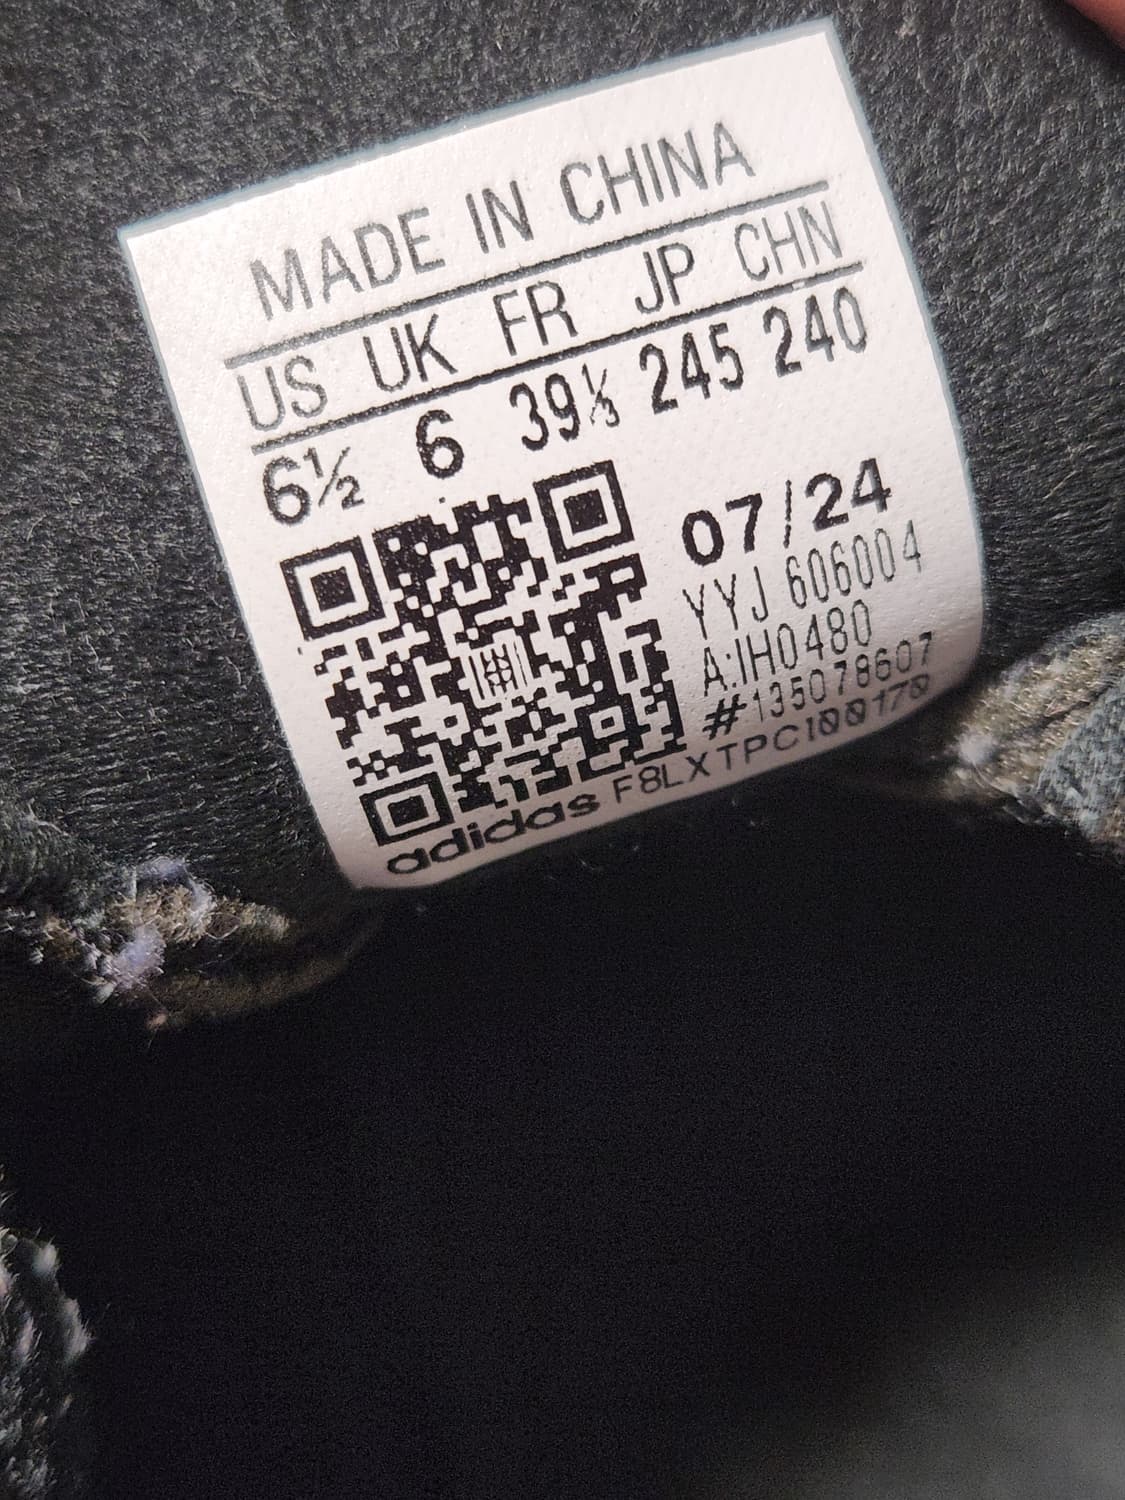 MADE IN CHINA
US UK FR JP CHN
6½ 6 39⅓ 245 240
07/24
YYJ 606004
A:IH0480
#135078607
adidas F8LXTPCI00170